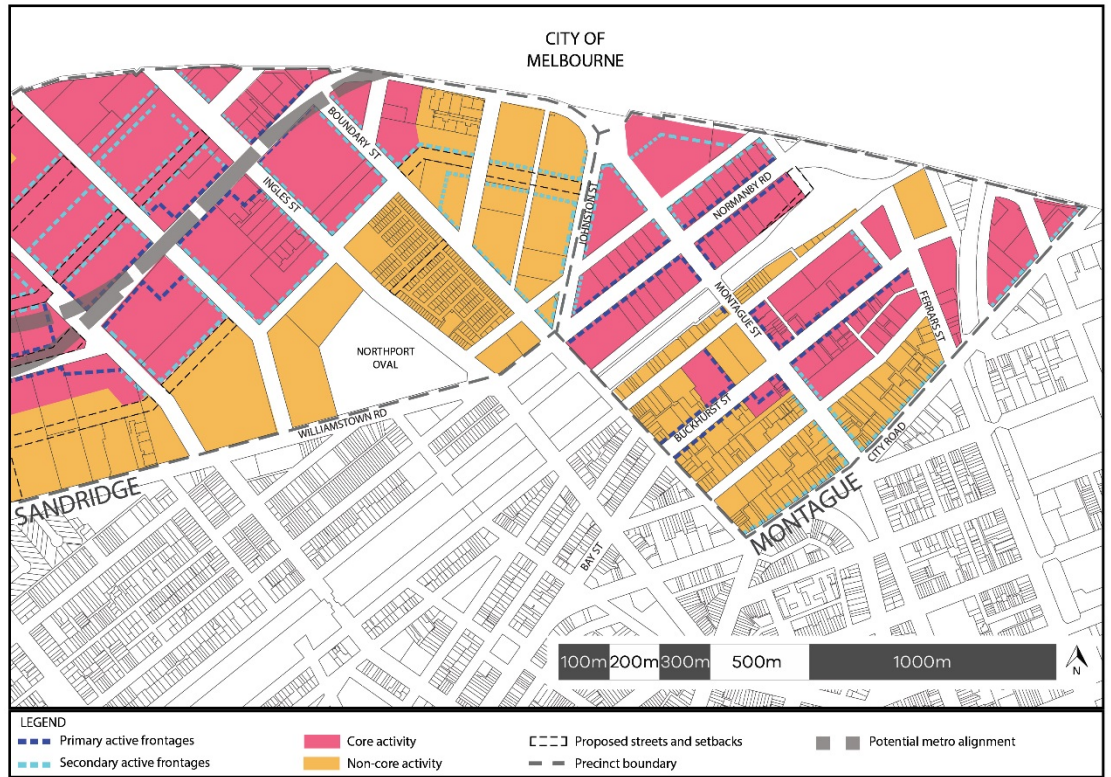 CITY OF
MELBOURNE
BOUNDARY ST
INGLES ST
JOHNSTON ST
NORMANBY RD
MONTAGUE ST
FERRARS ST
NORTHPORT
OVAL
BUCKHURST ST
WILLIAMSTOWN RD
CITY ROAD
SANDRIDGE
MONTAGUE
BAY ST
100m 200m 300m 500m 1000m
N
LEGEND
Primary active frontages
Core activity
Proposed streets and setbacks
Potential metro alignment
Secondary active frontages
Non-core activity
Precinct boundary